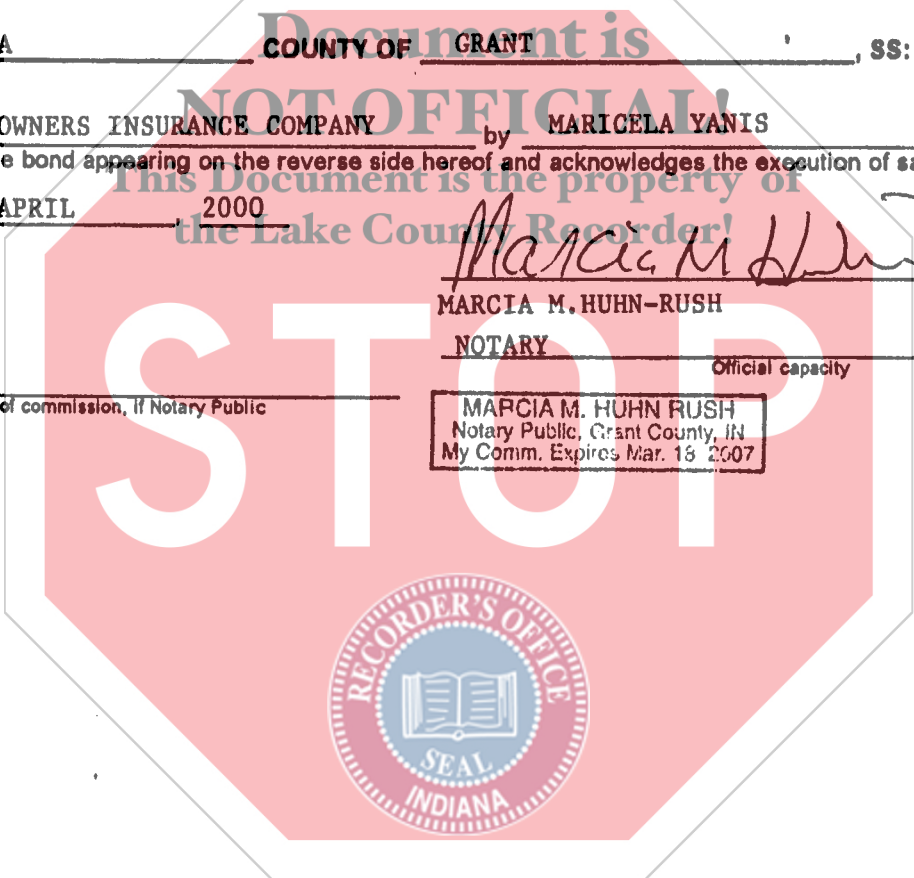 Document is
A COUNTY OF GRANT , SS:
NOT OFFICIAL!
OWNERS INSURANCE COMPANY by MARICELA YANIS
e bond appearing on the reverse side hereof and acknowledges the execution of sa
This Document is the property of
APRIL , 2000
the Lake County Recorder!
Marcia M Huhn
MARCIA M. HUHN-RUSH
NOTARY
Official capacity
of commission, if Notary Public
MARCIA M. HUHN RUSH
Notary Public, Grant County, IN
My Comm. Expires Mar. 18 2007
STOP
RECORDER'S OFFICE
SEAL
INDIANA